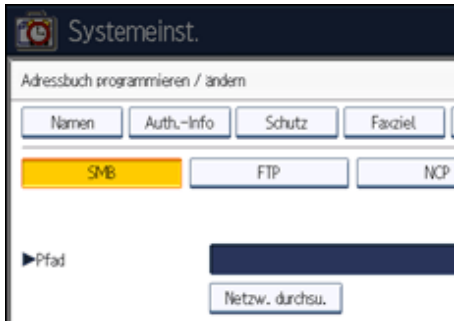 Systemeinst.
Adressbuch programmieren / ändern
Namen Auth.-Info Schutz Faxziel
SMB FTP NCP
►Pfad
Netzw. durchsu.